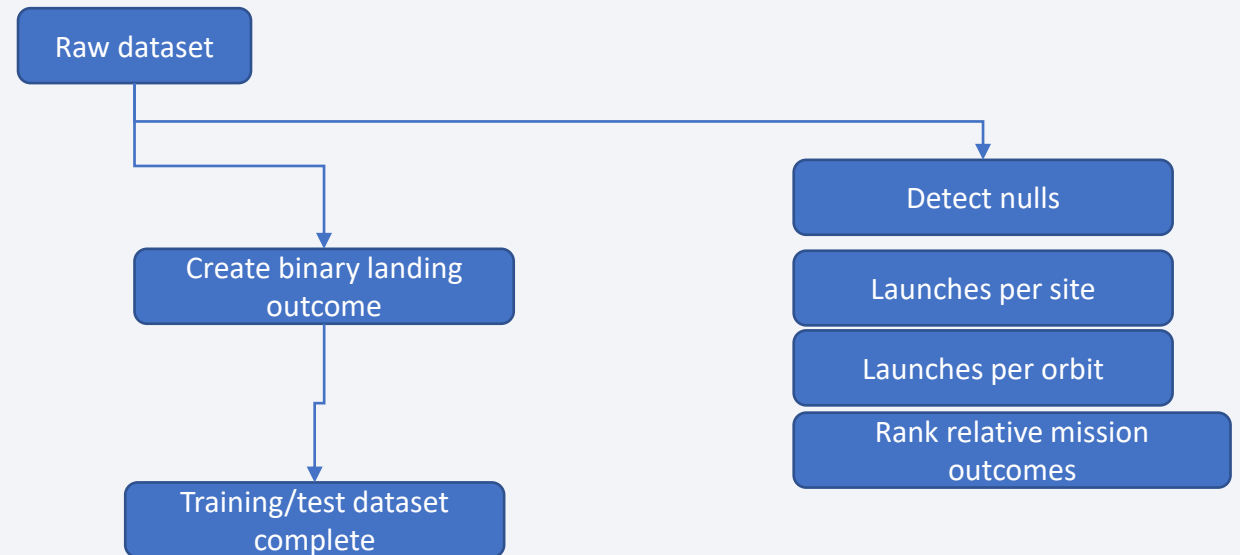 Raw dataset
Detect nulls
Create binary landing
outcome
Launches per site
Launches per orbit
Rank relative mission
outcomes
Training/test dataset
complete